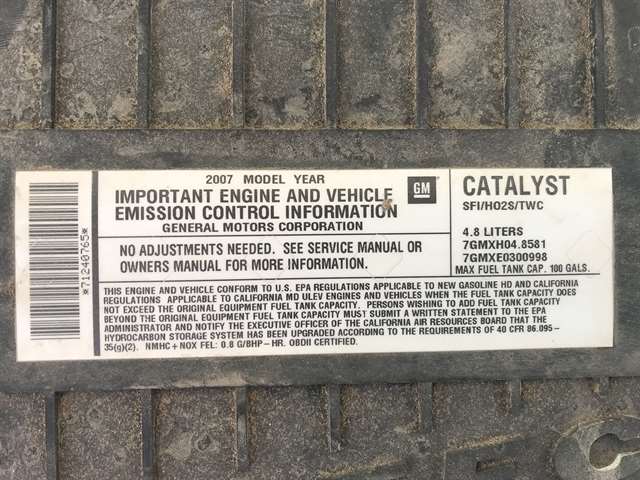 *71240765*
2007 MODEL YEAR
IMPORTANT ENGINE AND VEHICLE
EMISSION CONTROL INFORMATION
GENERAL MOTORS CORPORATION
GM
NO ADJUSTMENTS NEEDED. SEE SERVICE MANUAL OR
OWNERS MANUAL FOR MORE INFORMATION.
CATALYST
SFI/HO2S/TWC
4.8 LITERS
7GMXH04.8581
7GMXE0300998
MAX FUEL TANK CAP. 100 GALS.
THIS ENGINE AND VEHICLE CONFORM TO U.S. EPA REGULATIONS APPLICABLE TO NEW GASOLINE HD AND CALIFORNIA
REGULATIONS APPLICABLE TO CALIFORNIA MD ULEV ENGINES AND VEHICLES WHEN THE FUEL TANK CAPACITY DOES
NOT EXCEED THE ORIGINAL EQUIPMENT FUEL TANK CAPACITY. PERSONS WISHING TO ADD FUEL TANK CAPACITY
BEYOND THE ORIGINAL EQUIPMENT FUEL TANK CAPACITY MUST SUBMIT A WRITTEN STATEMENT TO THE EPA
ADMINISTRATOR AND NOTIFY THE EXECUTIVE OFFICER OF THE CALIFORNIA AIR RESOURCES BOARD THAT THE
HYDROCARBON STORAGE SYSTEM HAS BEEN UPGRADED ACCORDING TO THE REQUIREMENTS OF 40 CFR 86.095-
35(g)(2). NMHC + NOX FEL: 0.8 G/BHP - HR. OBDII CERTIFIED.